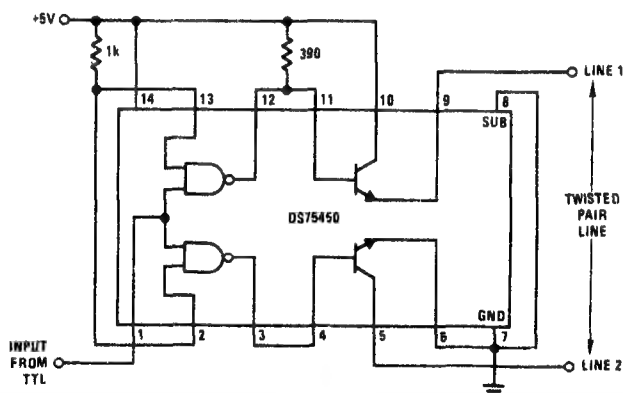 +5V
1k
390
14
13
12
11
10
9
8
SUB
LINE 1
TWISTED
PAIR
LINE
DS75450
GND
1
2
3
4
5
6
7
INPUT
FROM
TTL
LINE 2